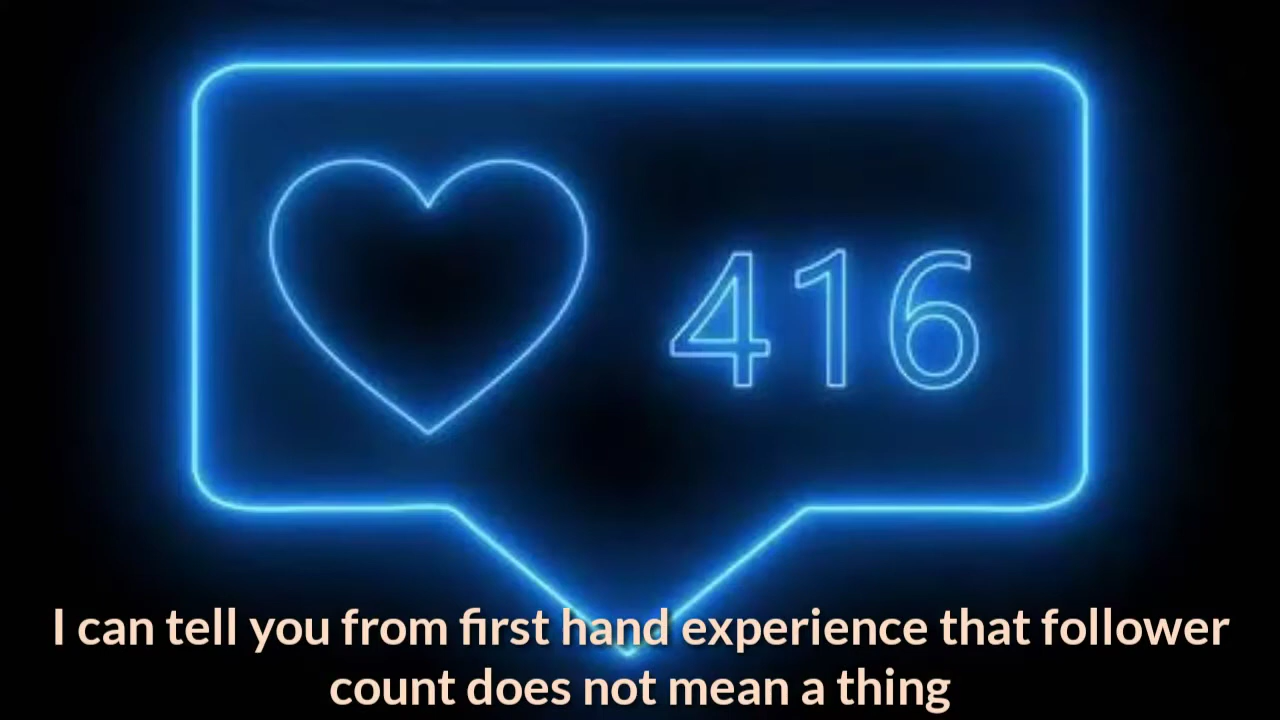 416
I can tell you from first hand experience that follower
count does not mean a thing